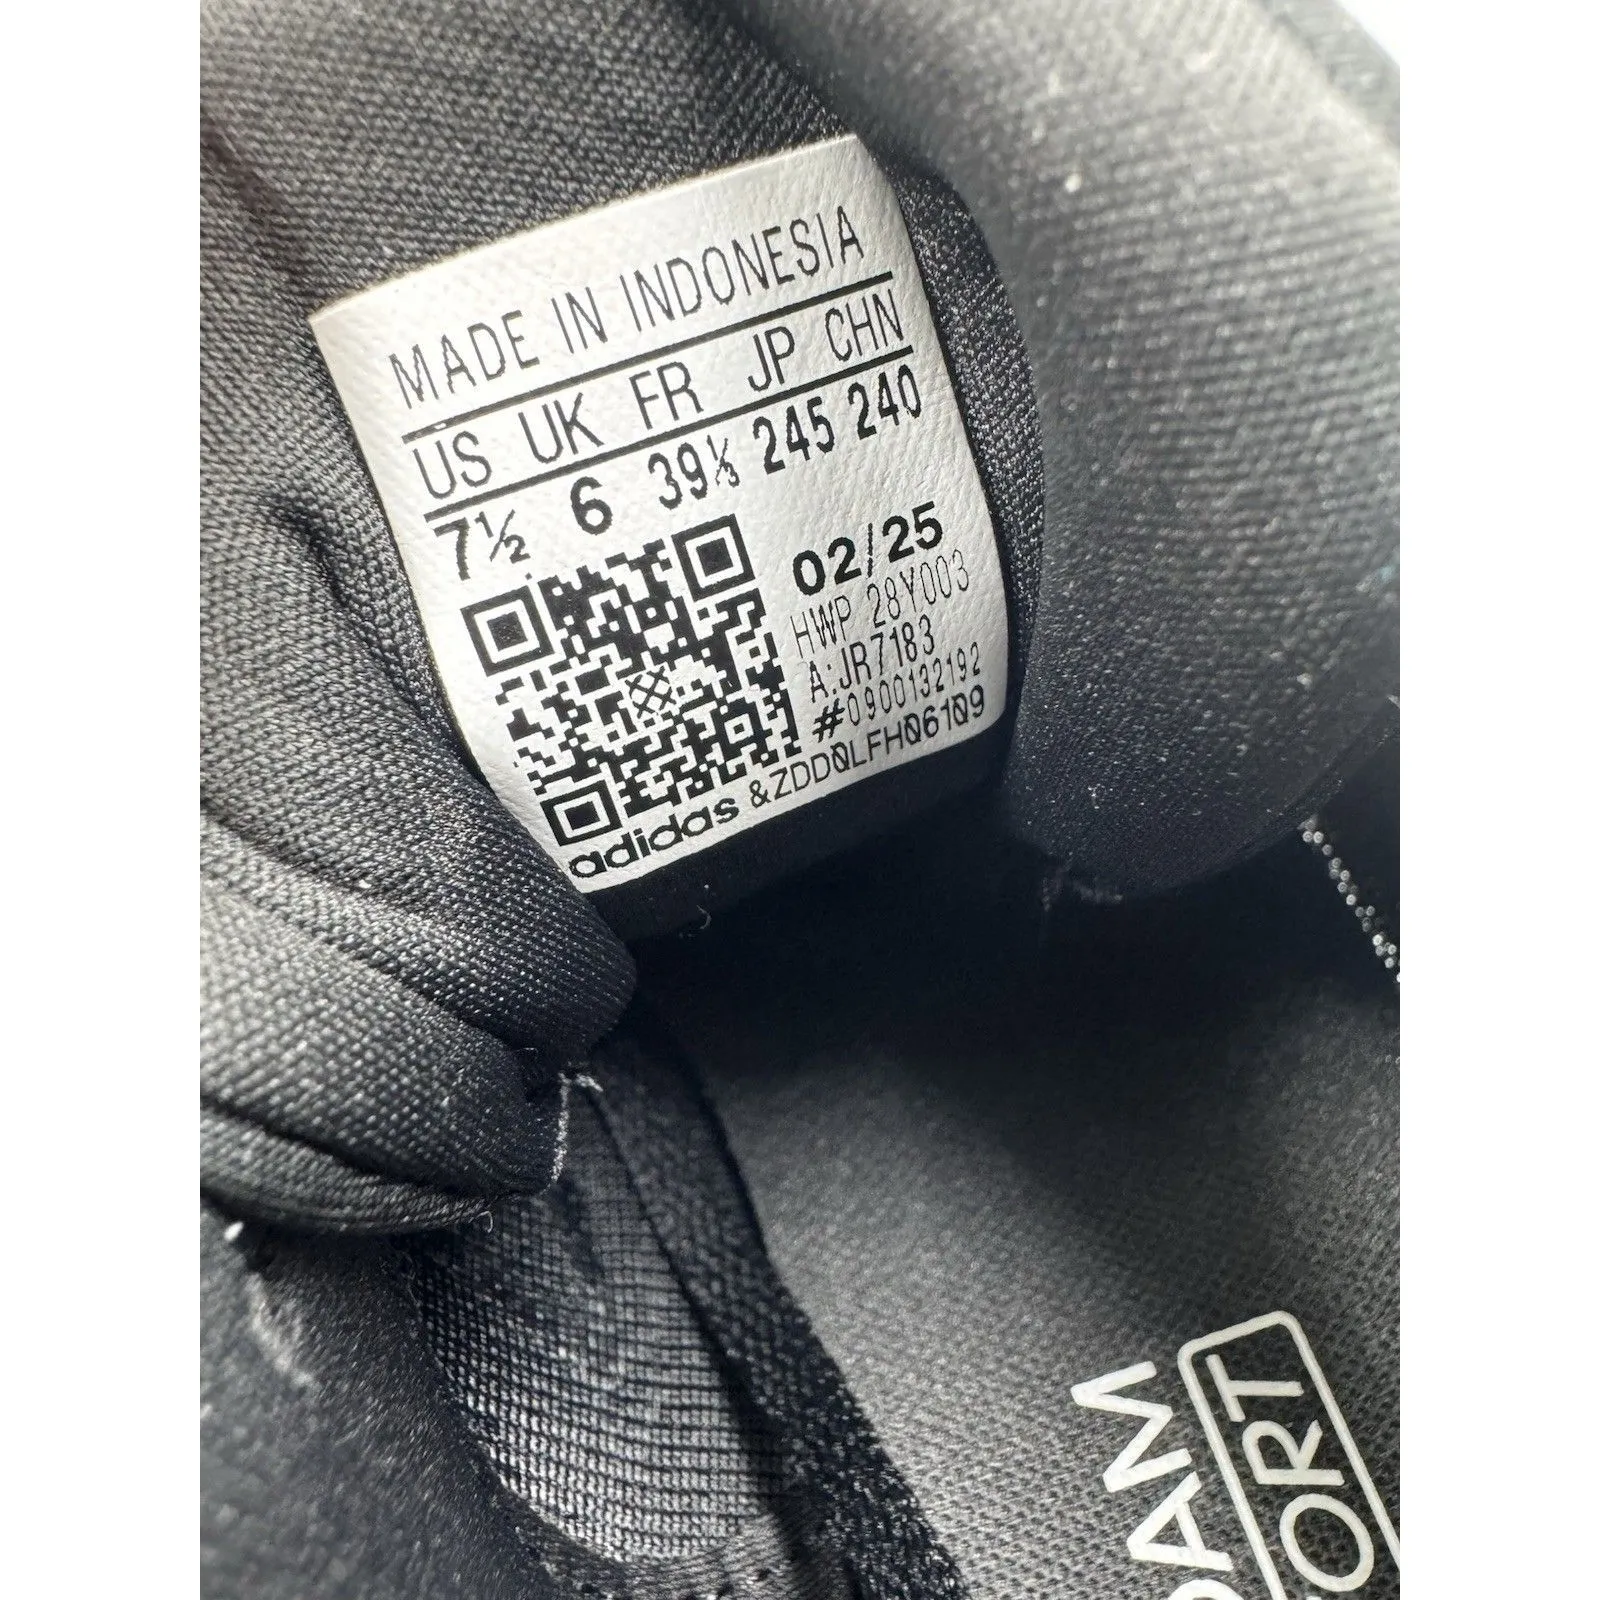 MADE IN INDONESIA
US UK FR JP CHN
7½ 6 39⅓ 245 240
02/25
HWP 28Y003
A:JR7183
#0900132192
adidas &ZDDQLFH06109